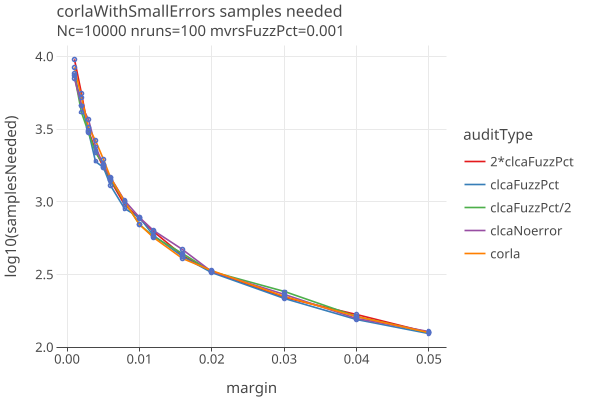 corlaWithSmallErrors samples needed
Nc=10000 nruns=100 mvrsFuzzPct=0.001
log10(samplesNeeded)
4.0
3.5
3.0
2.5
2.0
0.00 0.01 0.02 0.03 0.04 0.05
margin
auditType
2*clcaFuzzPct
clcaFuzzPct
clcaFuzzPct/2
clcaNoerror
corla